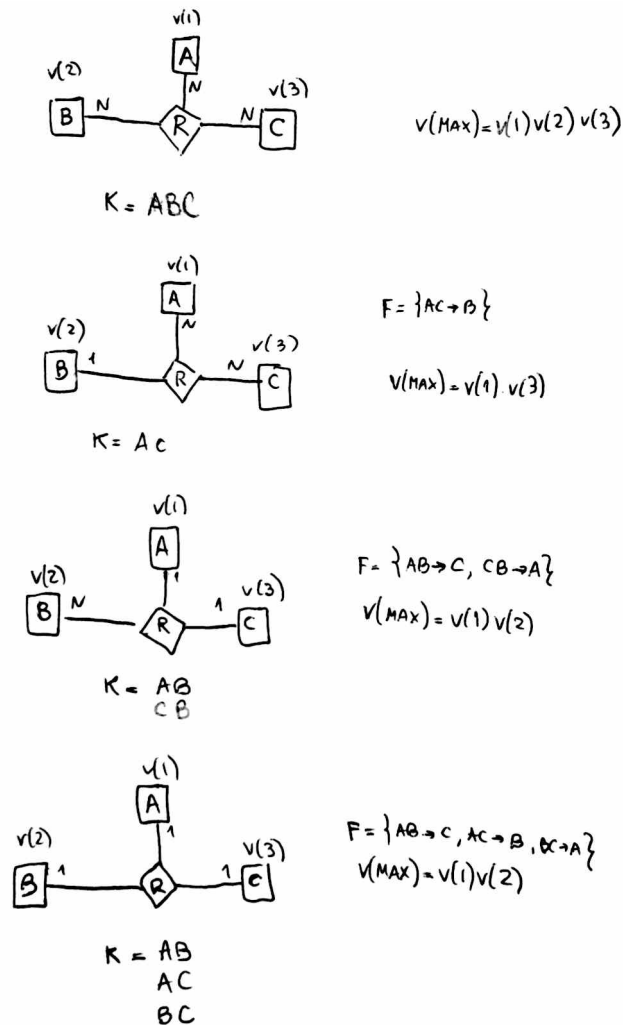 v(1)
A
v(2) v(3)
N
B N R N C
V(MAX)=v(1)v(2)v(3)
K = ABC
v(1)
A
F={AC→B}
N
v(2) v(3)
B 1 R N C
V(MAX)=v(1).v(3)
K= AC
v(1)
A
F= {AB→C, CB→A}
1
v(2) v(3)
B N R 1 C
V(MAX)=v(1)v(2)
K= AB
CB
v(1)
A
1
F={AB→C, AC→B, BC→A}
v(2) v(3)
B 1 R 1 C
V(MAX)=v(1)v(2)
K = AB
AC
BC